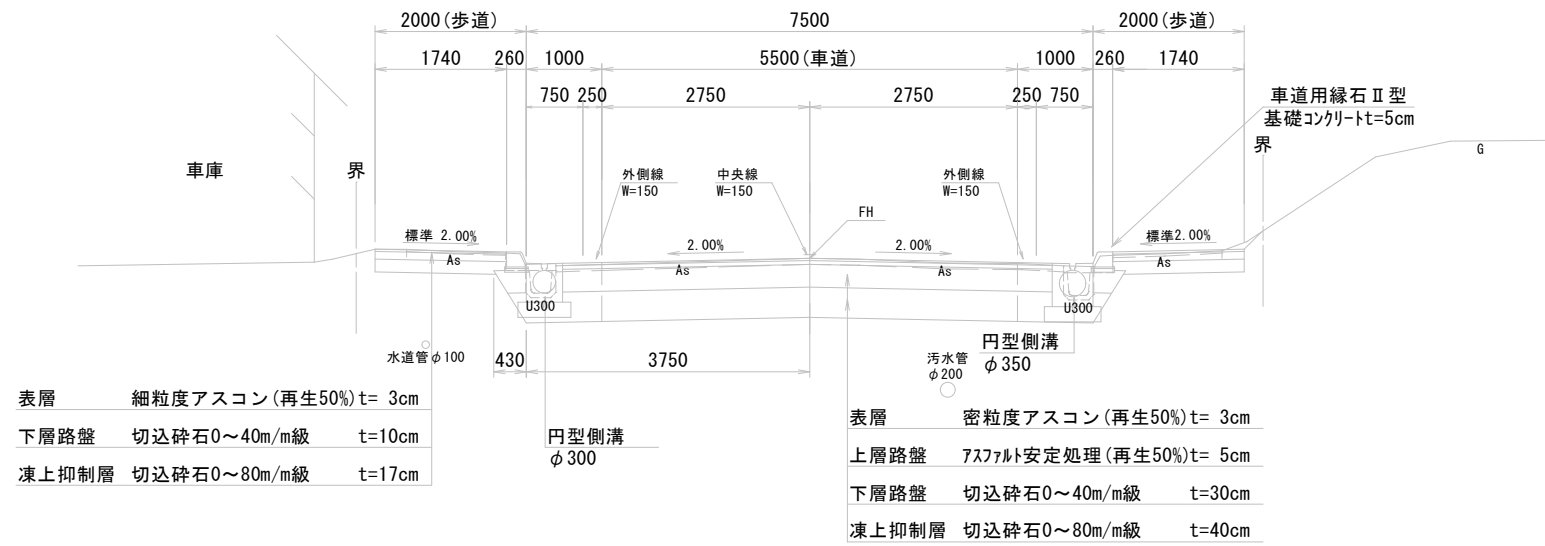 2000(歩道)
7500
2000(歩道)
1740
260
1000
5500(車道)
1000
260
1740
750
250
2750
2750
250
750
車道用縁石Ⅱ型
基礎コンクリートt=5cm
車庫
界
界
G
外側線
W=150
中央線
W=150
外側線
W=150
FH
標準 2.00%
2.00%
2.00%
標準2.00%
As
As
As
As
U300
U300
水道管φ100
430
3750
汚水管
φ200
円型側溝
φ350
円型側溝
φ300
表層 細粒度アスコン(再生50%)t= 3cm
下層路盤 切込砕石0～40m/m級 t=10cm
凍上抑制層 切込砕石0～80m/m級 t=17cm
表層 密粒度アスコン(再生50%)t= 3cm
上層路盤 アスファルト安定処理(再生50%)t= 5cm
下層路盤 切込砕石0～40m/m級 t=30cm
凍上抑制層 切込砕石0～80m/m級 t=40cm